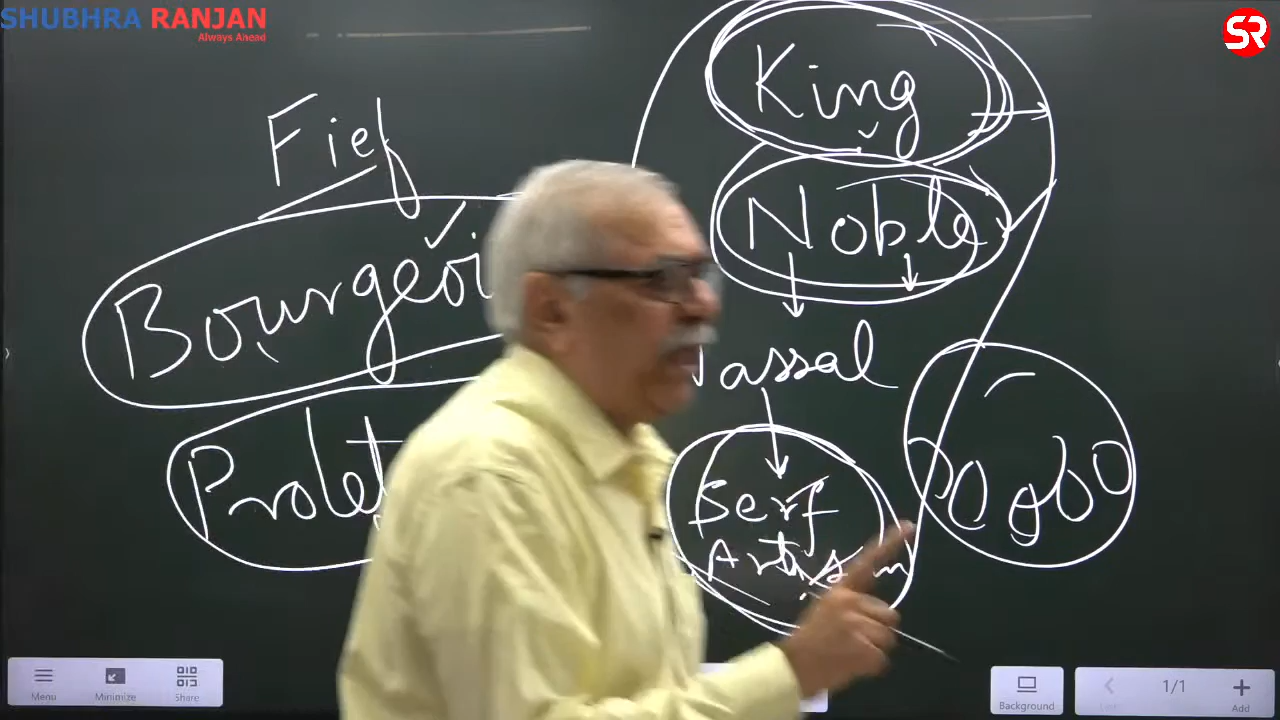 SHUBHRA RANJAN
Always Ahead
SR
King
Fief
Noble
Bourgeoi
assal
Prolet
Serf
Artisan
Menu
Minimize
Share
Background
1/1
Add